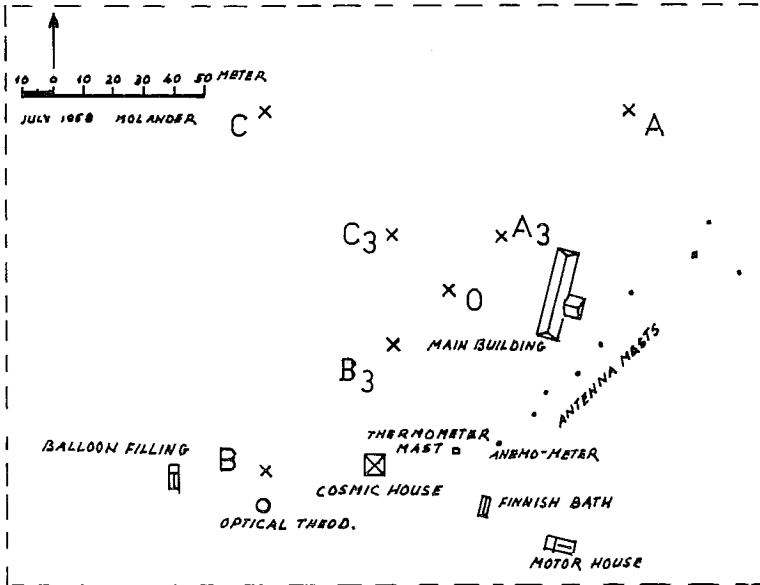 10 0 10 20 30 40 50 METER
JULY 1958 MOLANDER
C
A
C3
A3
O
MAIN BUILDING
B3
ANTENNA MASTS
THERMOMETER
MAST
ANEMO-METER
BALLOON FILLING
B
COSMIC HOUSE
FINNISH BATH
OPTICAL THEOD.
MOTOR HOUSE